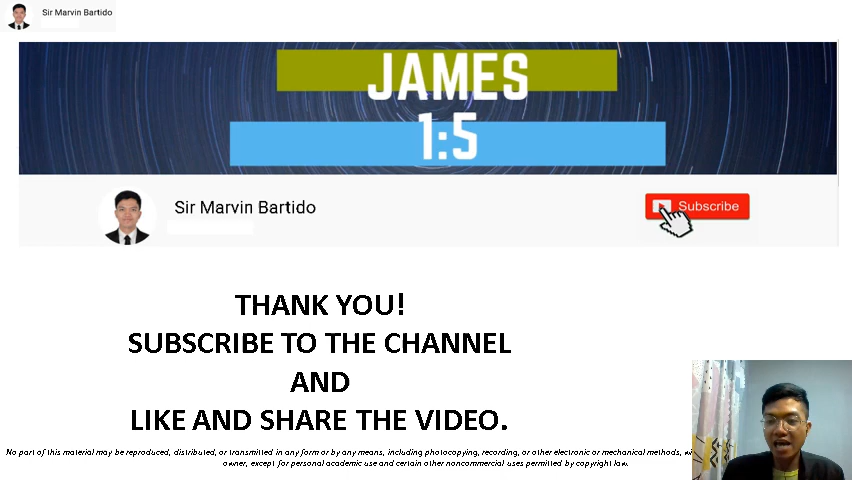 Sir Marvin Bartido
JAMES
1:5
Sir Marvin Bartido
Subscribe
THANK YOU!
SUBSCRIBE TO THE CHANNEL
AND
LIKE AND SHARE THE VIDEO.
No part of this material may be reproduced, distributed, or transmitted in any form or by any means, including photocopying, recording, or other electronic or mechanical methods,
owner, except for personal academic use and certain other noncommercial uses permitted by copyright law.